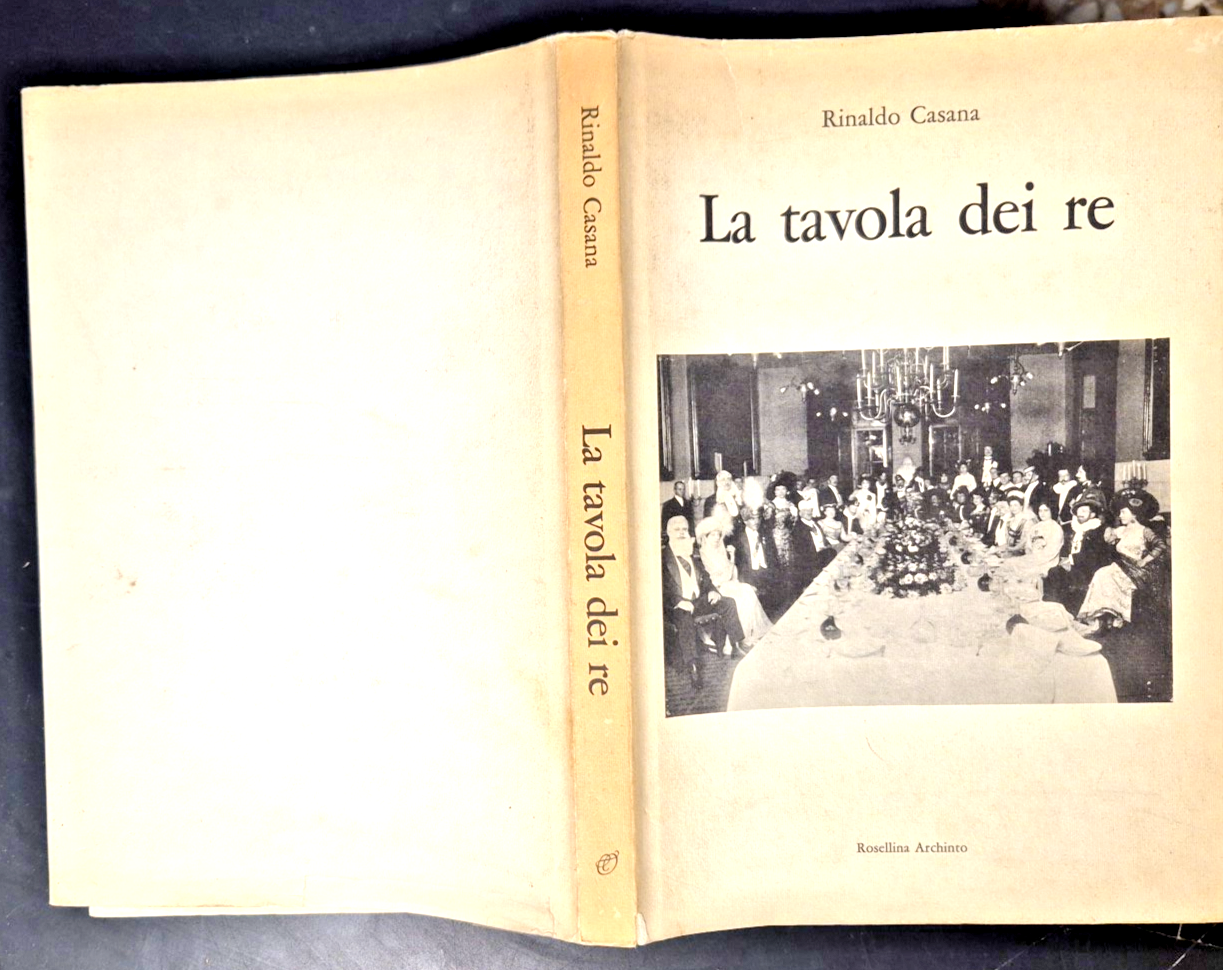 Rinaldo Casana
La tavola dei re
Rinaldo Casana
La tavola dei re
Rosellina Archinto